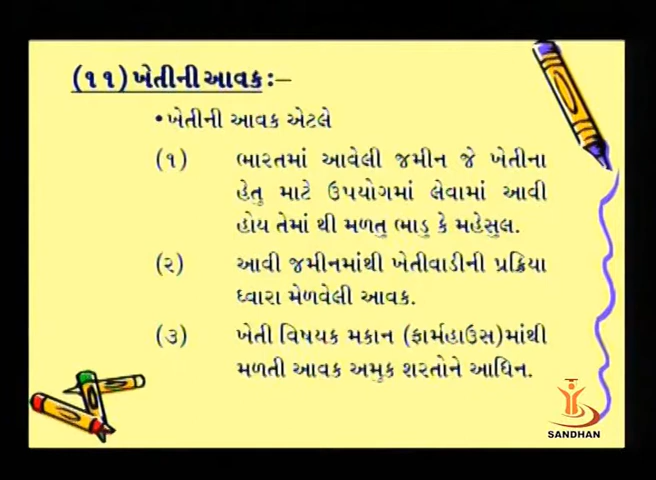 (૧૧) ખેતીની આવક :–
• ખેતીની આવક એટલે
(૧) ભારતમાં આવેલી જમીન જે ખેતીના
હેતુ માટે ઉપયોગમાં લેવામાં આવી
હોય તેમાં થી મળતુ ભાડુ કે મહેસુલ.
(૨) આવી જમીનમાંથી ખેતીવાડીની પ્રક્રિયા
ધ્વારા મેળવેલી આવક.
(૩) ખેતી વિષયક મકાન (ફાર્મહાઉસ)માંથી
મળતી આવક અમુક શરતોને આધિન.
SANDHAN